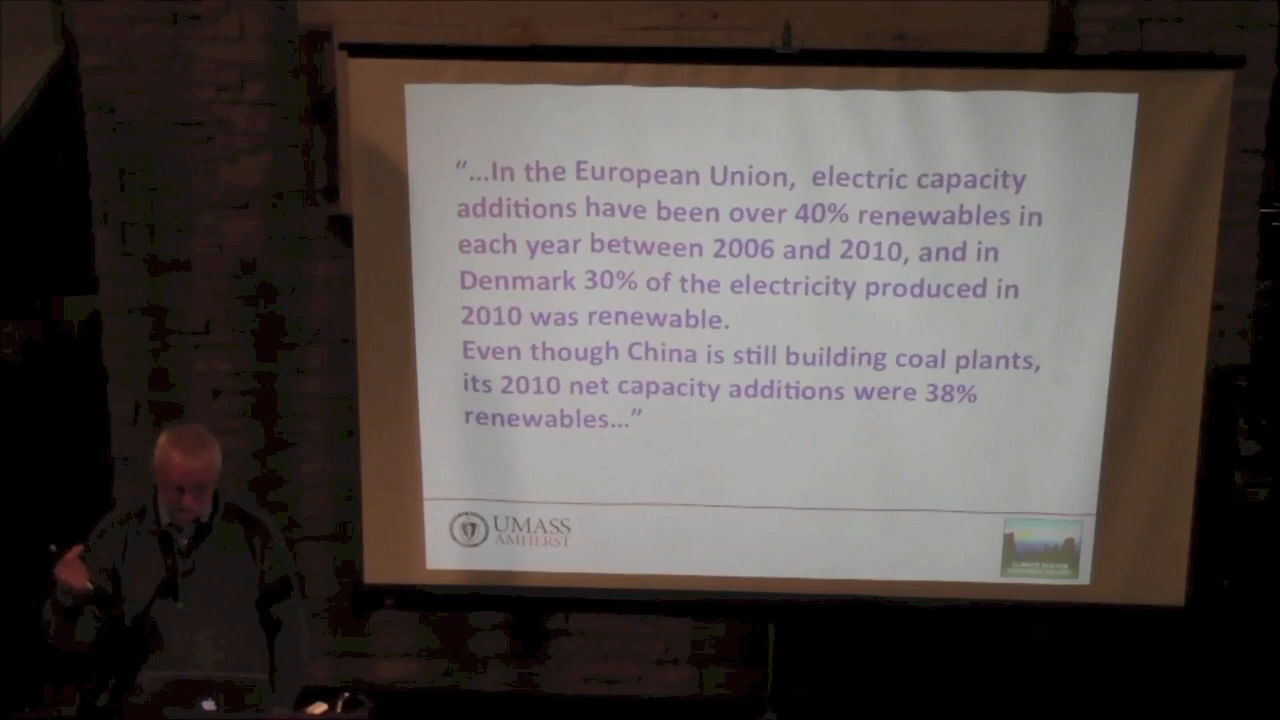 “...In the European Union, electric capacity
additions have been over 40% renewables in
each year between 2006 and 2010, and in
Denmark 30% of the electricity produced in
2010 was renewable.
Even though China is still building coal plants,
its 2010 net capacity additions were 38%
renewables...”
UMASS
AMHERST
CLIMATE SYSTEM